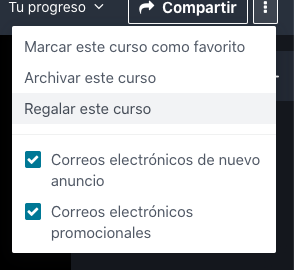 Tu progreso
Compartir
Marcar este curso como favorito
Archivar este curso
Regalar este curso
Correos electrónicos de nuevo
anuncio
Correos electrónicos
promocionales